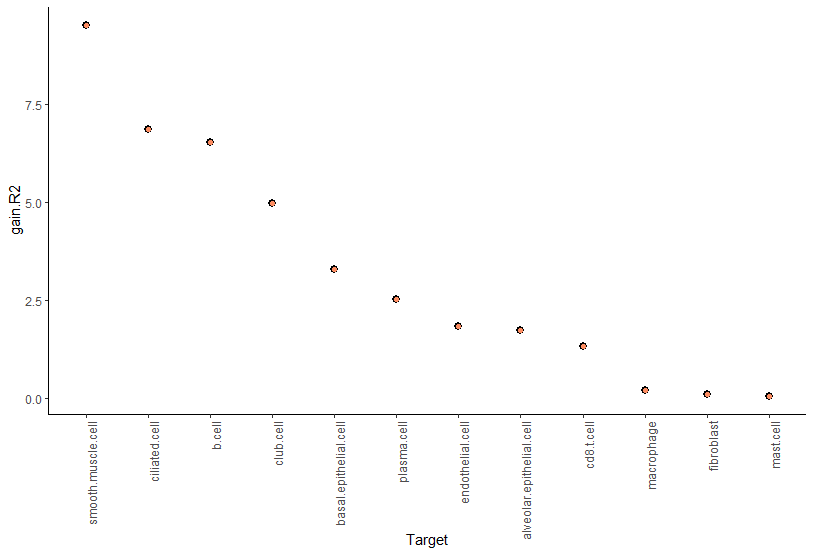 gain.R2
7.5
5.0
2.5
0.0
smooth.muscle.cell
ciliated.cell
b.cell
club.cell
basal.epithelial.cell
plasma.cell
endothelial.cell
alveolar.epithelial.cell
cd8.t.cell
macrophage
fibroblast
mast.cell
Target